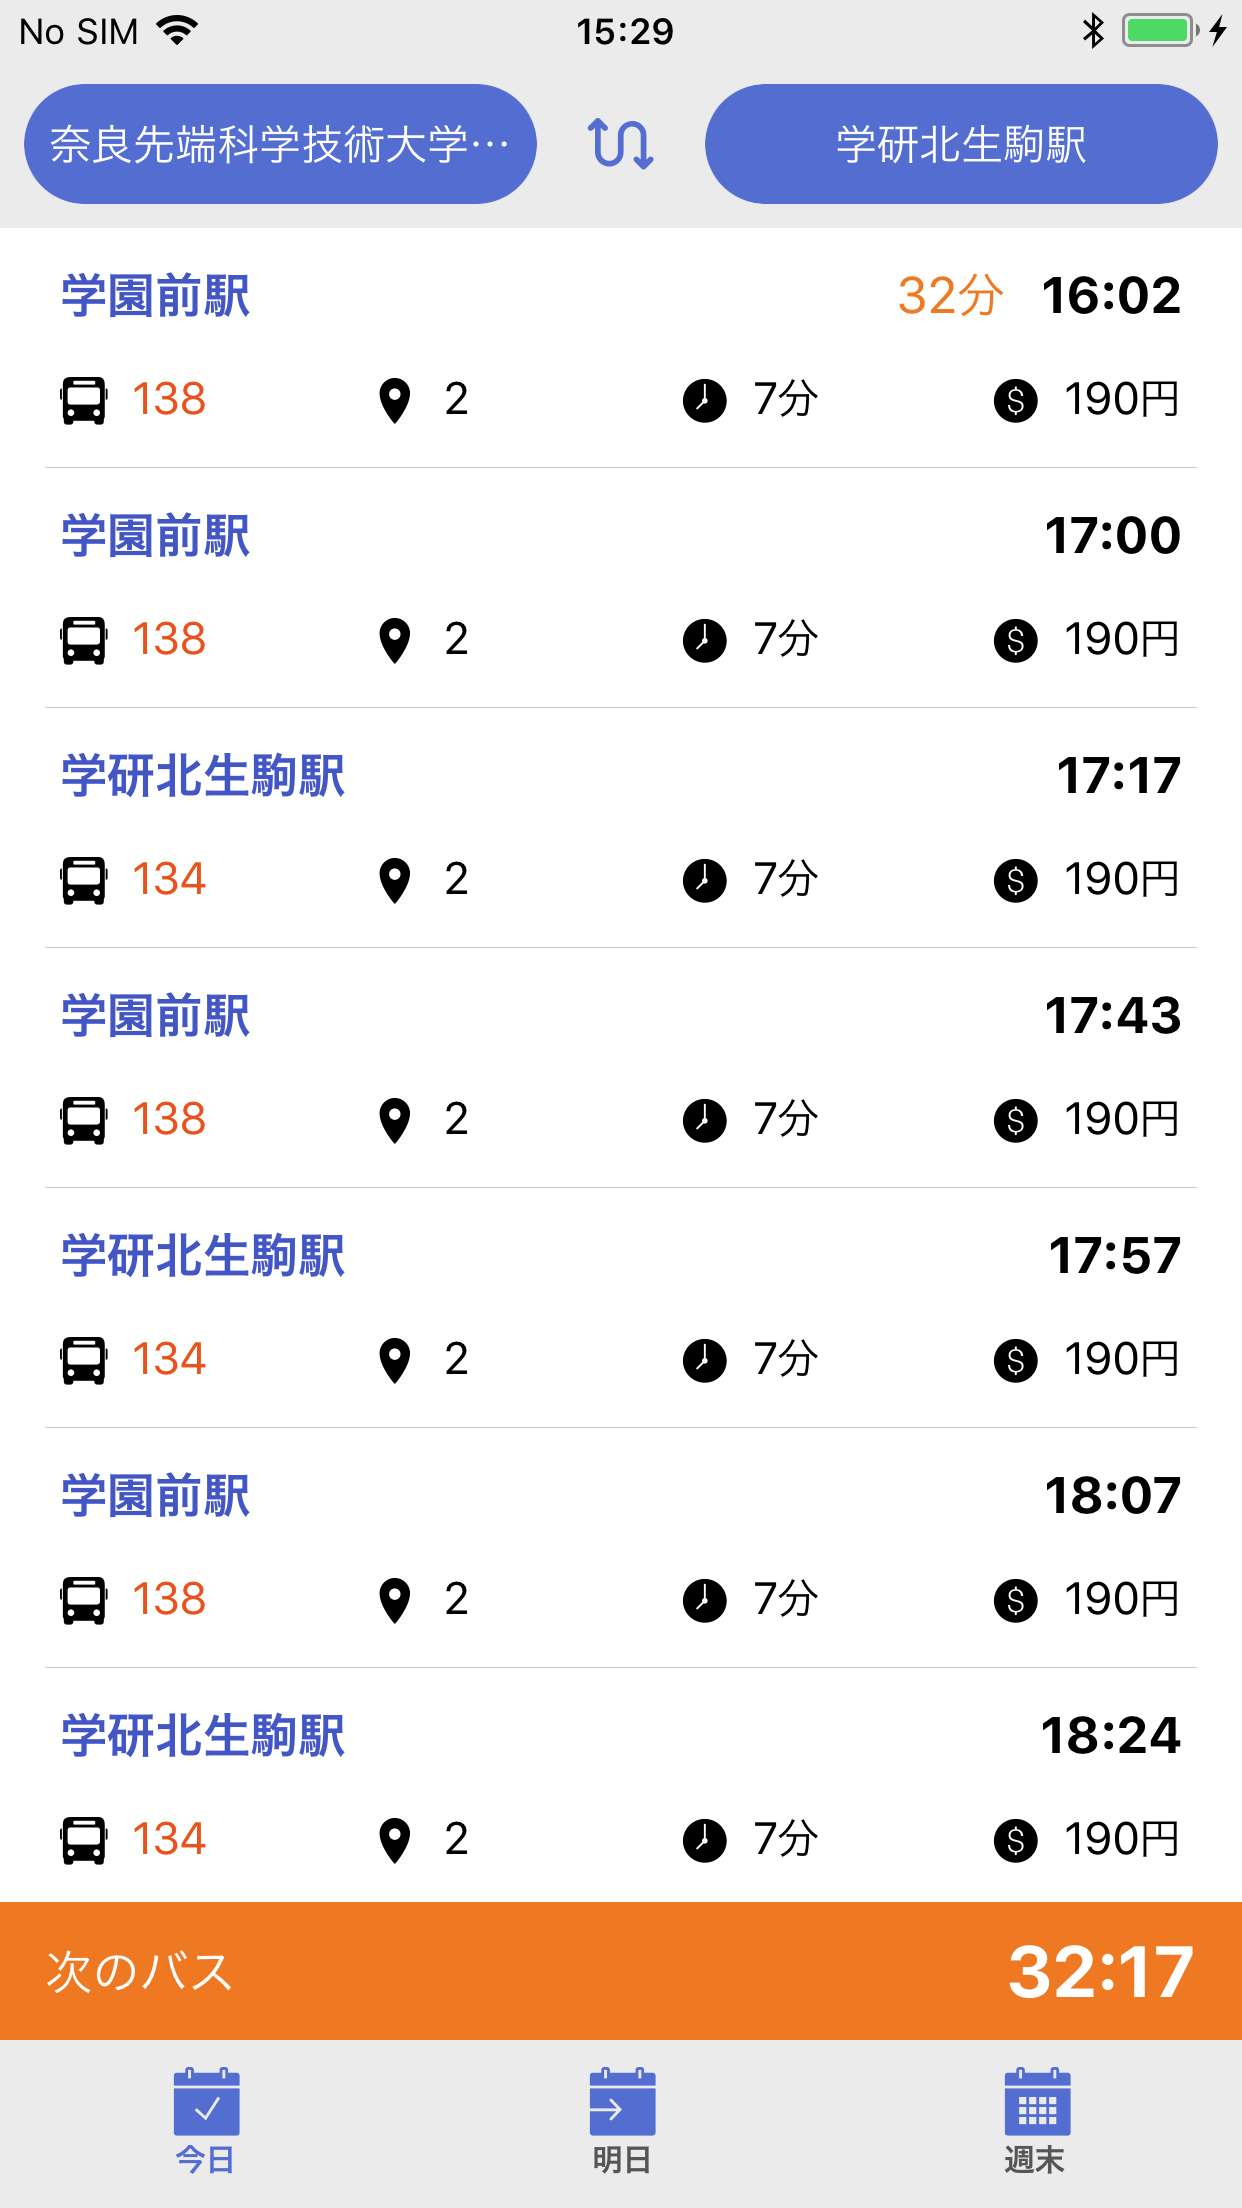 No SIM 15:29
奈良先端科学技術大学… 学研北生駒駅
学園前駅 32分 16:02
138 2 7分 190円
学園前駅 17:00
138 2 7分 190円
学研北生駒駅 17:17
134 2 7分 190円
学園前駅 17:43
138 2 7分 190円
学研北生駒駅 17:57
134 2 7分 190円
学園前駅 18:07
138 2 7分 190円
学研北生駒駅 18:24
134 2 7分 190円
次のバス 32:17
今日 明日 週末